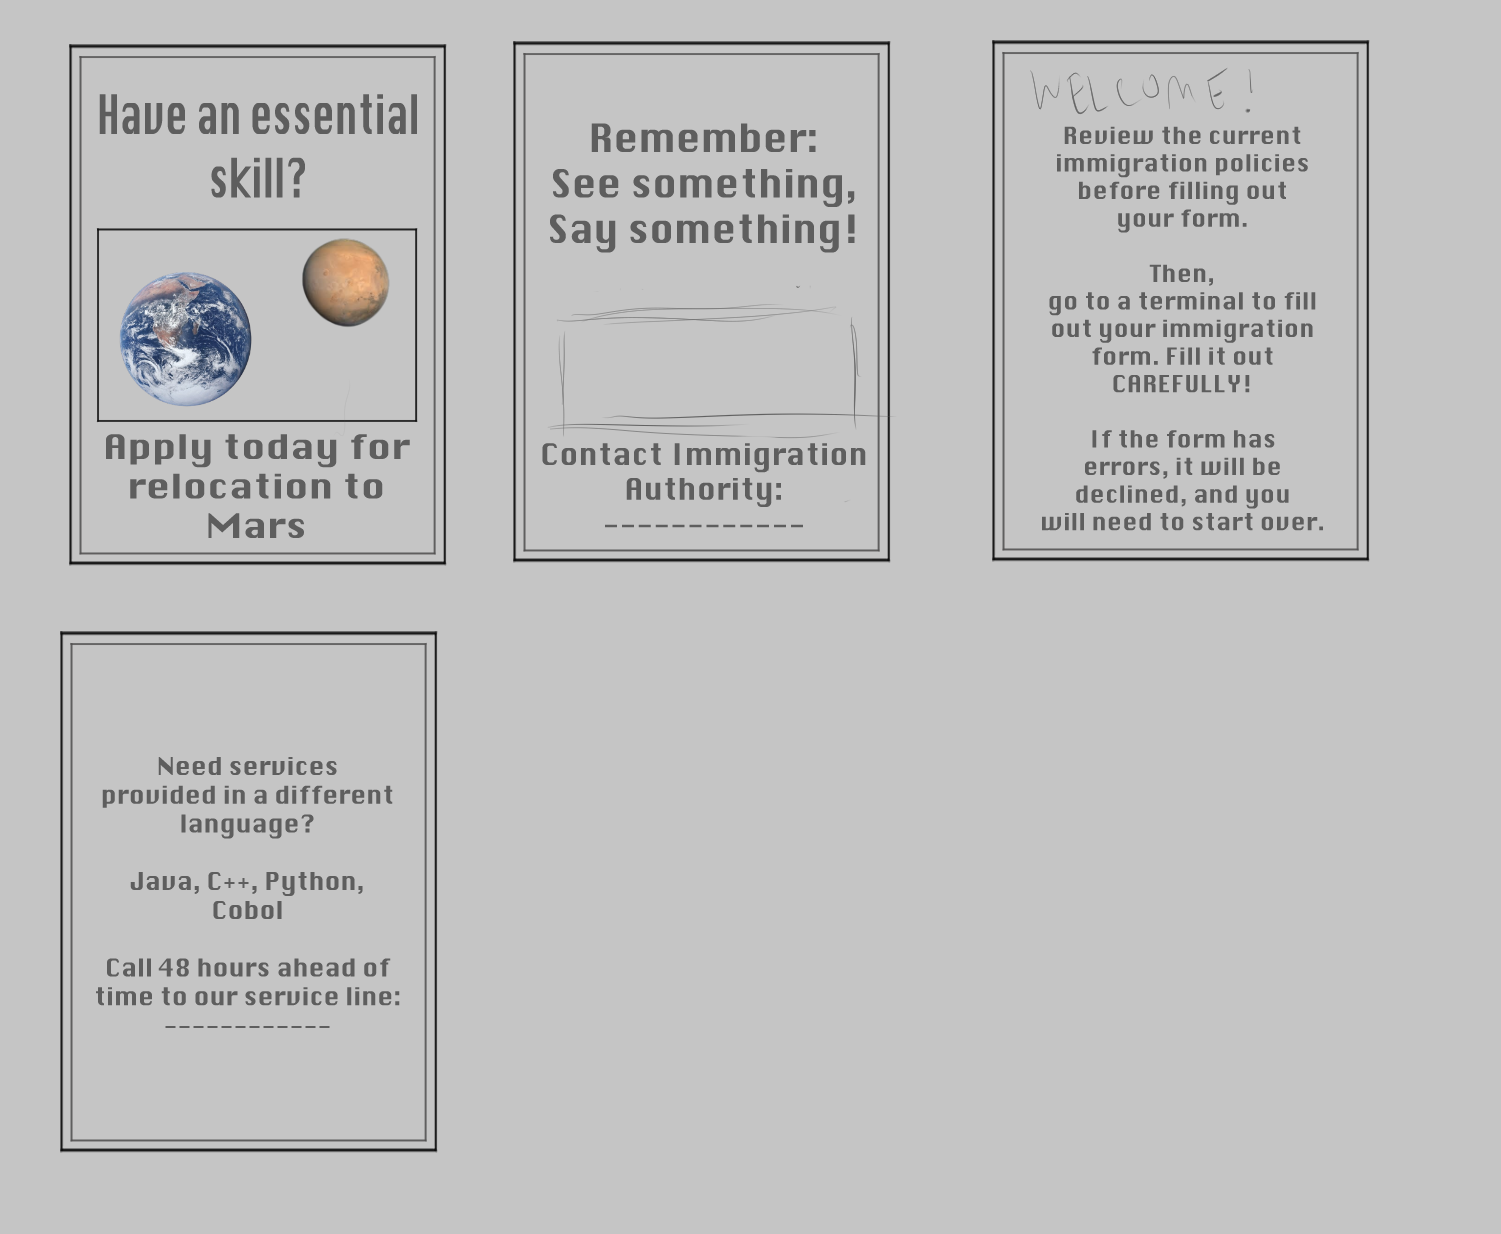 Have an essential
skill?
Apply today for
relocation to
Mars
Remember:
See something,
Say something!
Contact Immigration
Authority:
____________
WELCOME!
Review the current
immigration policies
before filling out
your form.
Then,
go to a terminal to fill
out your immigration
form. Fill it out
CAREFULLY!
If the form has
errors, it will be
declined, and you
will need to start over.
Need services
provided in a different
language?
Java, C++, Python,
Cobol
Call 48 hours ahead of
time to our service line:
____________